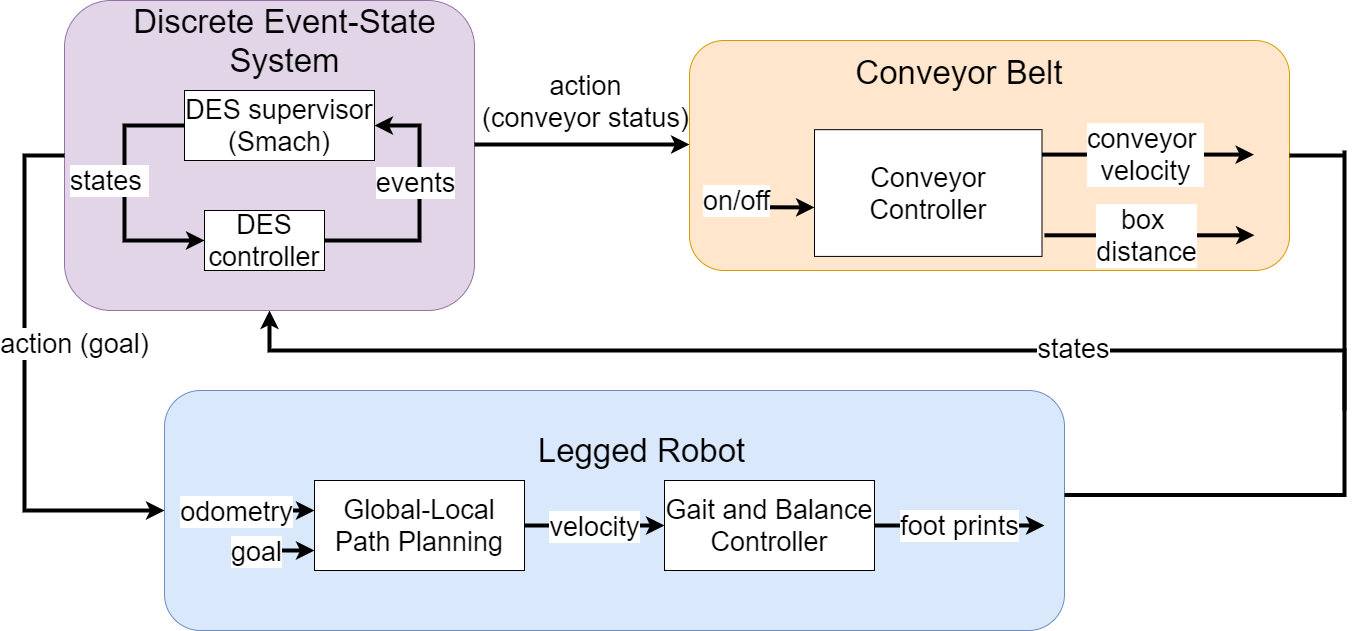 Discrete Event-State
System
DES supervisor
(Smach)
states
events
DES
controller
action
(conveyor status)
Conveyor Belt
on/off
Conveyor
Controller
conveyor
velocity
box
distance
action (goal)
states
Legged Robot
odometry
goal
Global-Local
Path Planning
velocity
Gait and Balance
Controller
foot prints